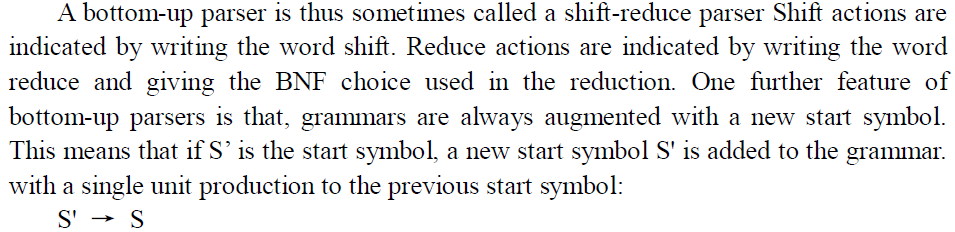 A bottom-up parser is thus sometimes called a shift-reduce parser Shift actions are
indicated by writing the word shift. Reduce actions are indicated by writing the word
reduce and giving the BNF choice used in the reduction. One further feature of
bottom-up parsers is that, grammars are always augmented with a new start symbol.
This means that if S’ is the start symbol, a new start symbol S' is added to the grammar.
with a single unit production to the previous start symbol:
S' → S